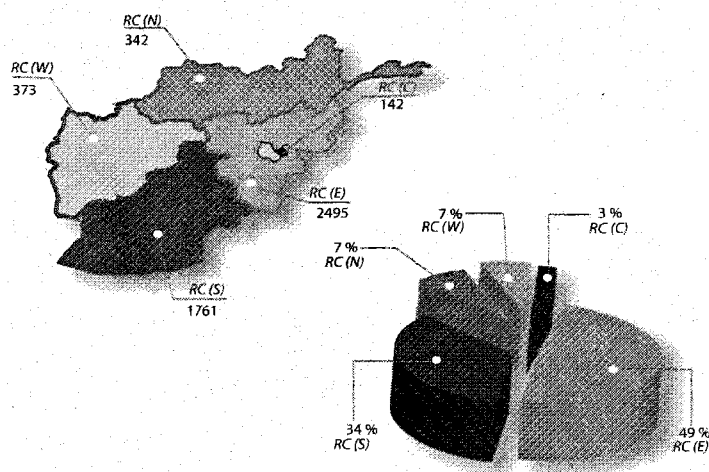 RC (N)
342
RC (W)
373
RC (C)
142
RC (E)
2495
RC (S)
1761
7 %
RC (W)
3 %
RC (C)
7 %
RC (N)
34 %
RC (S)
49 %
RC (E)